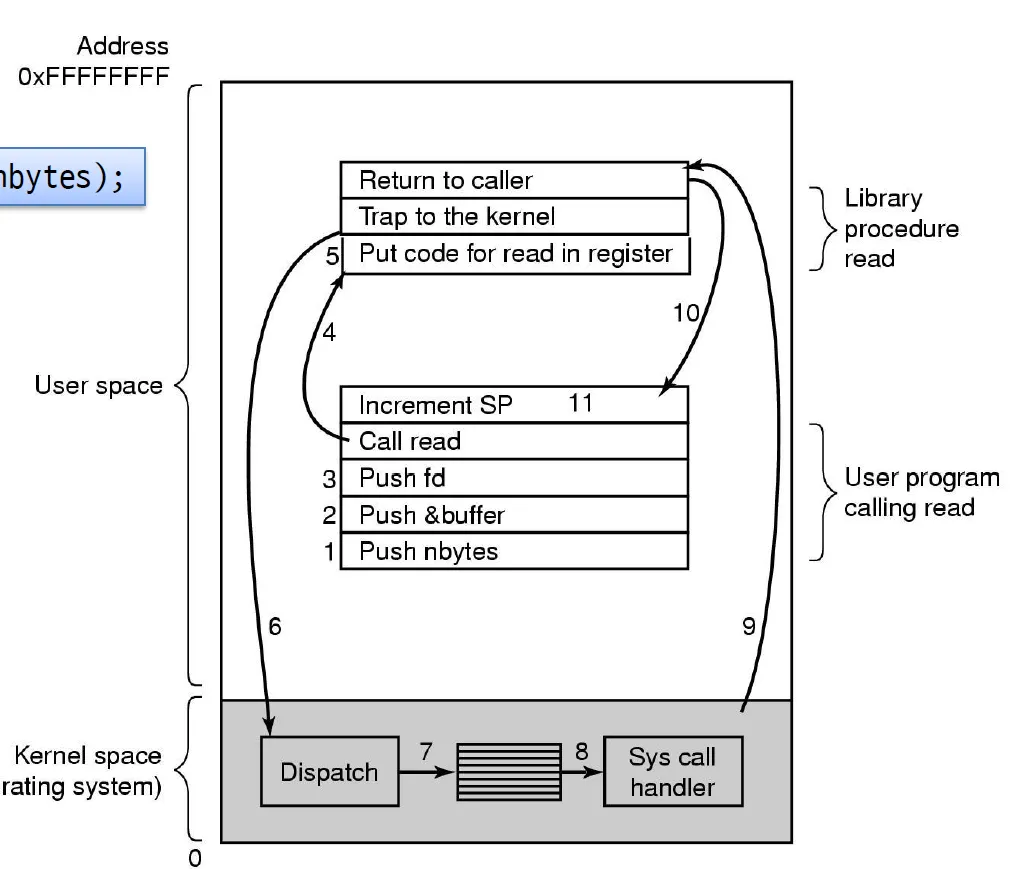 Address
0xFFFFFFFF
nbytes);
Return to caller
Trap to the kernel
5 Put code for read in register
Library
procedure
read
4
10
User space
Increment SP 11
Call read
3 Push fd
2 Push &buffer
1 Push nbytes
User program
calling read
6
9
Kernel space
rating system)
Dispatch
7
8
Sys call
handler
0